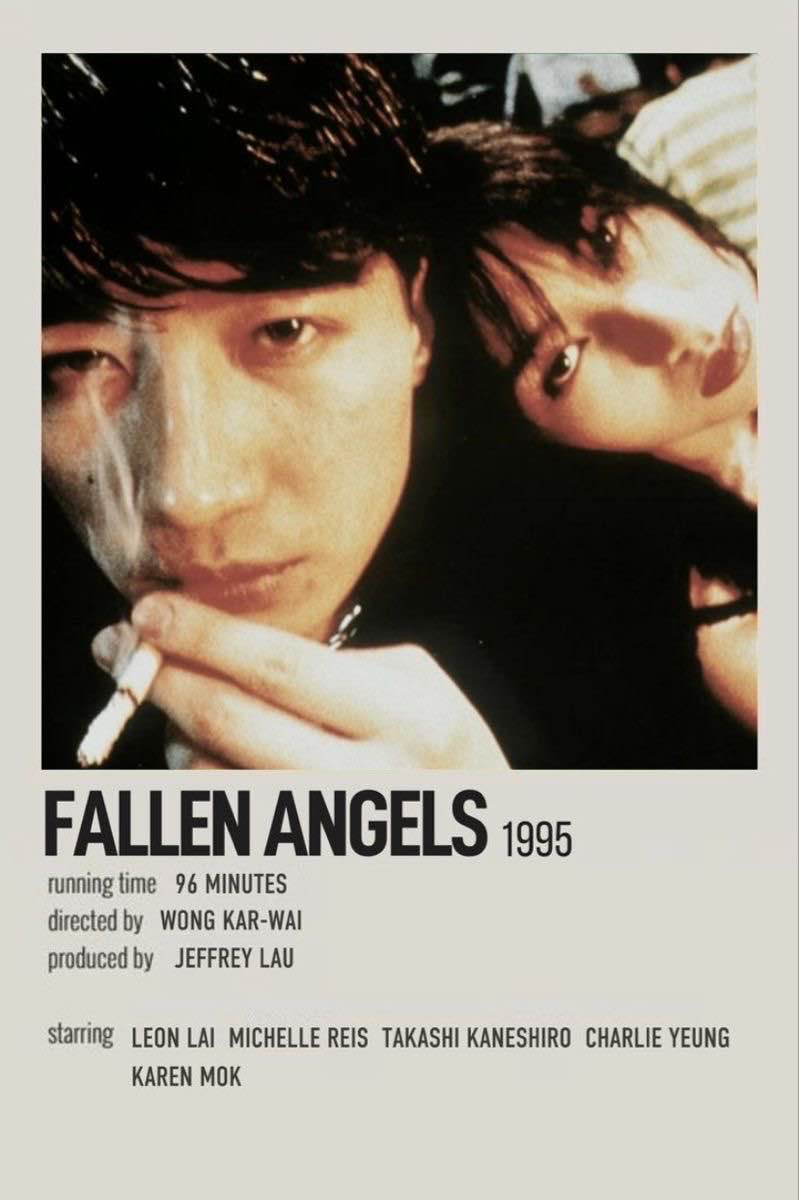 FALLEN ANGELS 1995
running time 96 MINUTES
directed by WONG KAR-WAI
produced by JEFFREY LAU
starring LEON LAI MICHELLE REIS TAKASHI KANESHIRO CHARLIE YEUNG
KAREN MOK